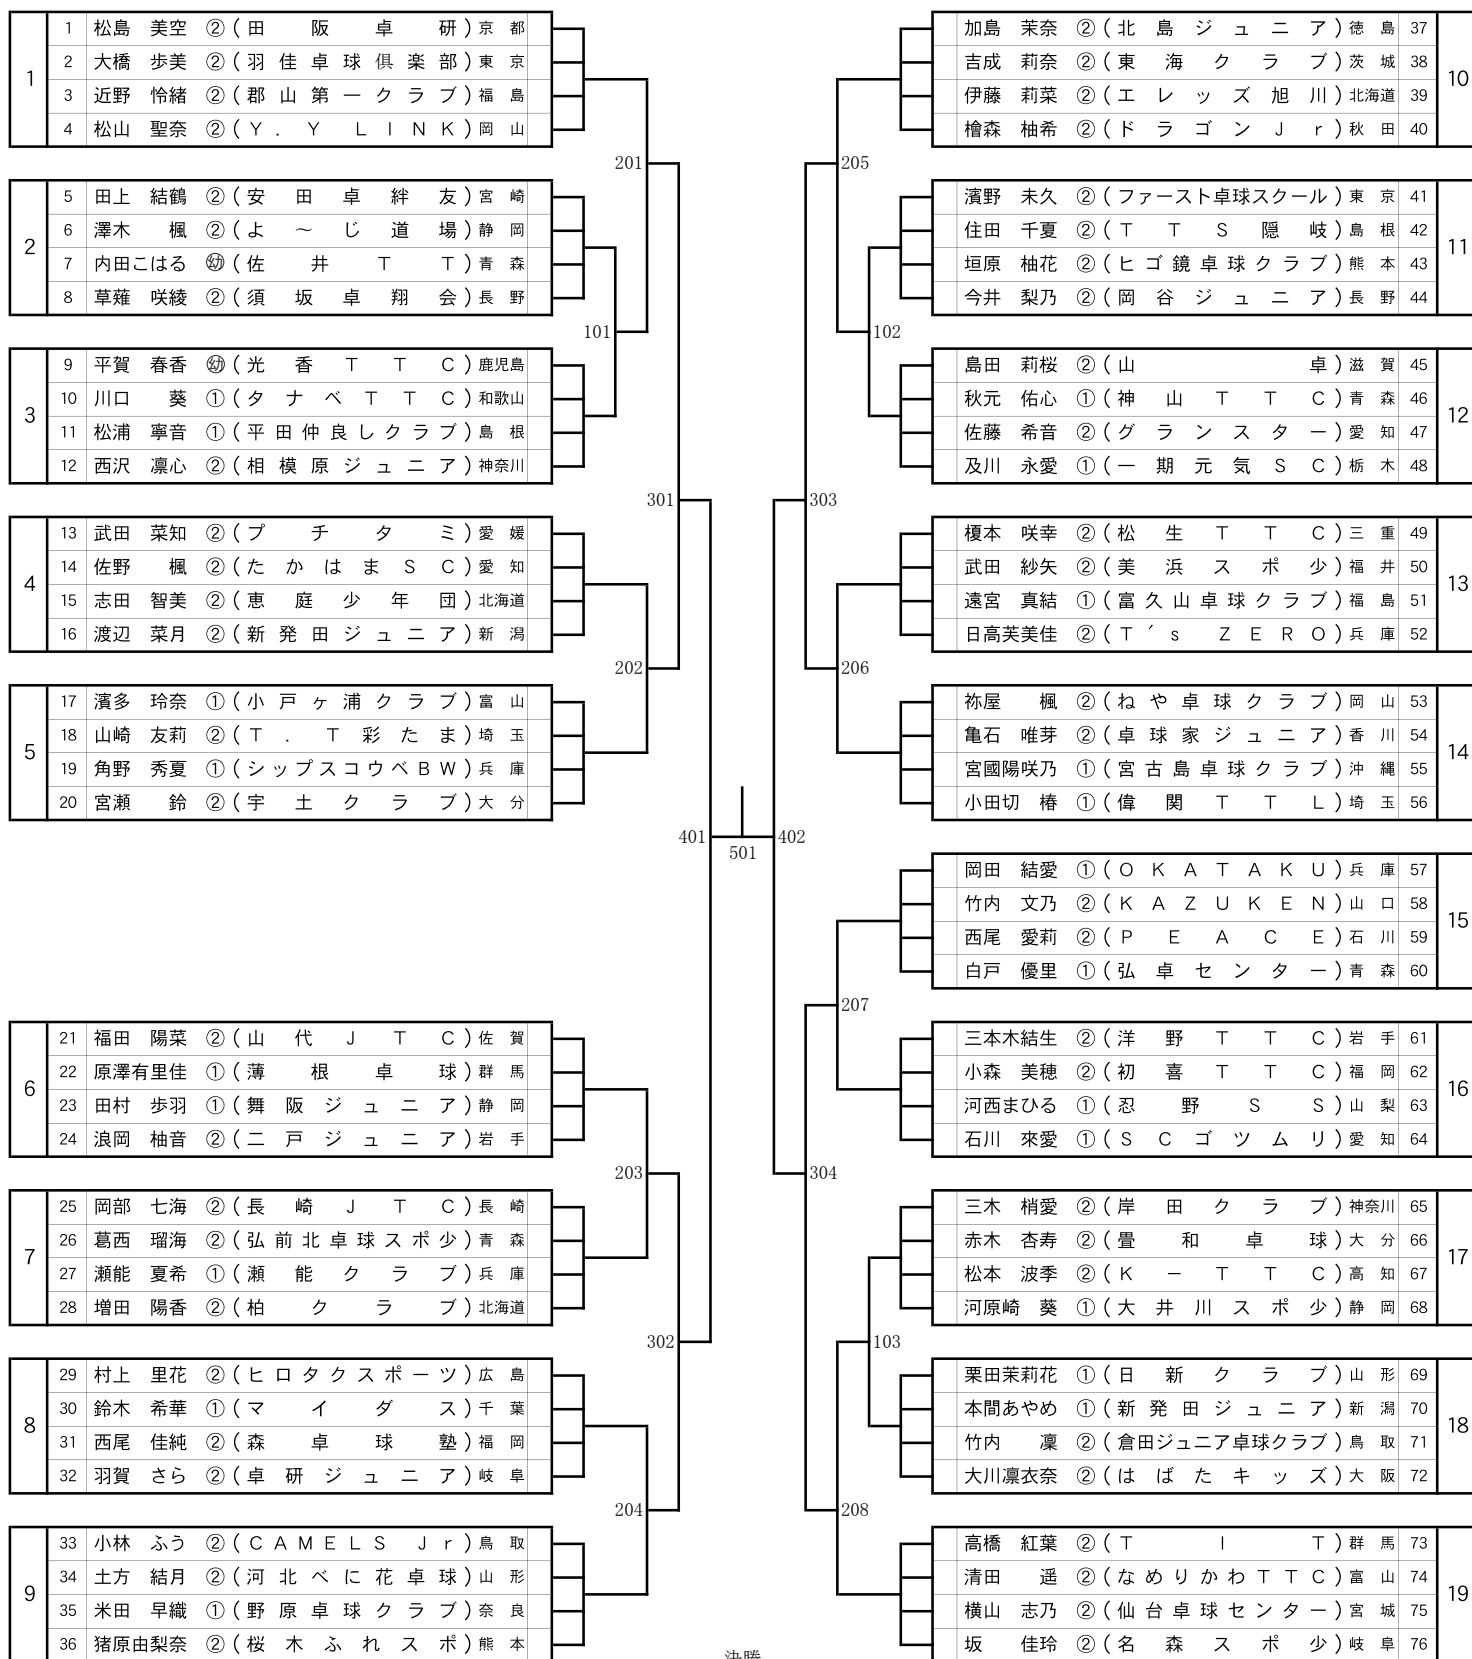 1
1 松島 美空 ② (田阪卓研) 京都
2 大橋 歩美 ② (羽佳卓球倶楽部) 東京
3 近野 怜緒 ② (郡山第一クラブ) 福島
4 松山 聖奈 ② (Y.Y LINK) 岡山
2
5 田上 結鶴 ② (安田卓絆友) 宮崎
6 澤木 楓 ② (よ～じ道場) 静岡
7 内田こはる ㊎ (佐井TT) 青森
8 草薙 咲綾 ② (須坂卓翔会) 長野
3
9 平賀 春香 幼 (光香TTC) 鹿児島
10 川口 葵 ① (タナベTTC) 和歌山
11 松浦 寧音 ① (平田仲良しクラブ) 島根
12 西沢 凛心 ② (相模原ジュニア) 神奈川
4
13 武田 菜知 ② (プチタミ) 愛媛
14 佐野 楓 ② (たかはまSC) 愛知
15 志田 智美 ② (恵庭少年団) 北海道
16 渡辺 菜月 ② (新発田ジュニア) 新潟
5
17 濱多 玲奈 ① (小戸ヶ浦クラブ) 富山
18 山崎 友莉 ② (T.T彩たま) 埼玉
19 角野 秀夏 ① (シップスコウベBW) 兵庫
20 宮瀬 鈴 ② (宇土クラブ) 大分
6
21 福田 陽菜 ② (山代JTC) 佐賀
22 原澤有里佳 ① (薄根卓球) 群馬
23 田村 歩羽 ① (舞阪ジュニア) 静岡
24 浪岡 柚音 ② (二戸ジュニア) 岩手
7
25 岡部 七海 ② (長崎JTC) 長崎
26 葛西 瑠海 ② (弘前北卓球スポ少) 青森
27 瀬能 夏希 ① (瀬能クラブ) 兵庫
28 増田 陽香 ② (柏クラブ) 北海道
8
29 村上 里花 ② (ヒロタクスポーツ) 広島
30 鈴木 希華 ① (マイダス) 千葉
31 西尾 佳純 ② (森卓球塾) 福岡
32 羽賀 さら ② (卓研ジュニア) 岐阜
9
33 小林 ふう ② (CAMELS Jr) 鳥取
34 土方 結月 ② (河北べに花卓球) 山形
35 米田 早織 ① (野原卓球クラブ) 奈良
36 猪原由梨奈 ② (桜木ふれスポ) 熊本
201
101
301
202
401
203
302
204
501
決勝
205
102
303
206
402
207
304
103
208
加島 茉奈 ② (北島ジュニア) 徳島 37
吉成 莉奈 ② (東海クラブ) 茨城 38
伊藤 莉菜 ② (エレッズ旭川) 北海道 39
檜森 柚希 ② (ドラゴンJr) 秋田 40
10
濱野 未久 ② (ファースト卓球スクール) 東京 41
住田 千夏 ② (TTS隠岐) 島根 42
垣原 柚花 ② (ヒゴ鏡卓球クラブ) 熊本 43
今井 梨乃 ② (岡谷ジュニア) 長野 44
11
島田 莉桜 ② (山卓) 滋賀 45
秋元 佑心 ① (神山TTC) 青森 46
佐藤 希音 ② (グランスター) 愛知 47
及川 永愛 ① (一期元気SC) 栃木 48
12
榎本 咲幸 ② (松生TTC) 三重 49
武田 紗矢 ② (美浜スポ少) 福井 50
遠宮 真結 ① (富久山卓球クラブ) 福島 51
日高芙美佳 ② (T´s ZERO) 兵庫 52
13
祢屋 楓 ② (ねや卓球クラブ) 岡山 53
亀石 唯芽 ② (卓球家ジュニア) 香川 54
宮國陽咲乃 ① (宮古島卓球クラブ) 沖縄 55
小田切 椿 ① (偉関TTL) 埼玉 56
14
岡田 結愛 ① (OKATAKU) 兵庫 57
竹内 文乃 ② (KAZUKEN) 山口 58
西尾 愛莉 ② (PEACE) 石川 59
白戸 優里 ① (弘卓センター) 青森 60
15
三本木結生 ② (洋野TTC) 岩手 61
小森 美穂 ② (初喜TTC) 福岡 62
河西まひる ① (忍野SS) 山梨 63
石川 來愛 ① (SCゴツムリ) 愛知 64
16
三木 梢愛 ② (岸田クラブ) 神奈川 65
赤木 杏寿 ② (畳和卓球) 大分 66
松本 波季 ② (K－TTC) 高知 67
河原崎 葵 ① (大井川スポ少) 静岡 68
17
栗田茉莉花 ① (日新クラブ) 山形 69
本間あやめ ① (新発田ジュニア) 新潟 70
竹内 凜 ② (倉田ジュニア卓球クラブ) 鳥取 71
大川凛衣奈 ② (はばたキッズ) 大阪 72
18
高橋 紅葉 ② (TIT) 群馬 73
清田 遥 ② (なめりかわTTC) 富山 74
横山 志乃 ② (仙台卓球センター) 宮城 75
坂 佳玲 ② (名森スポ少) 岐阜 76
19